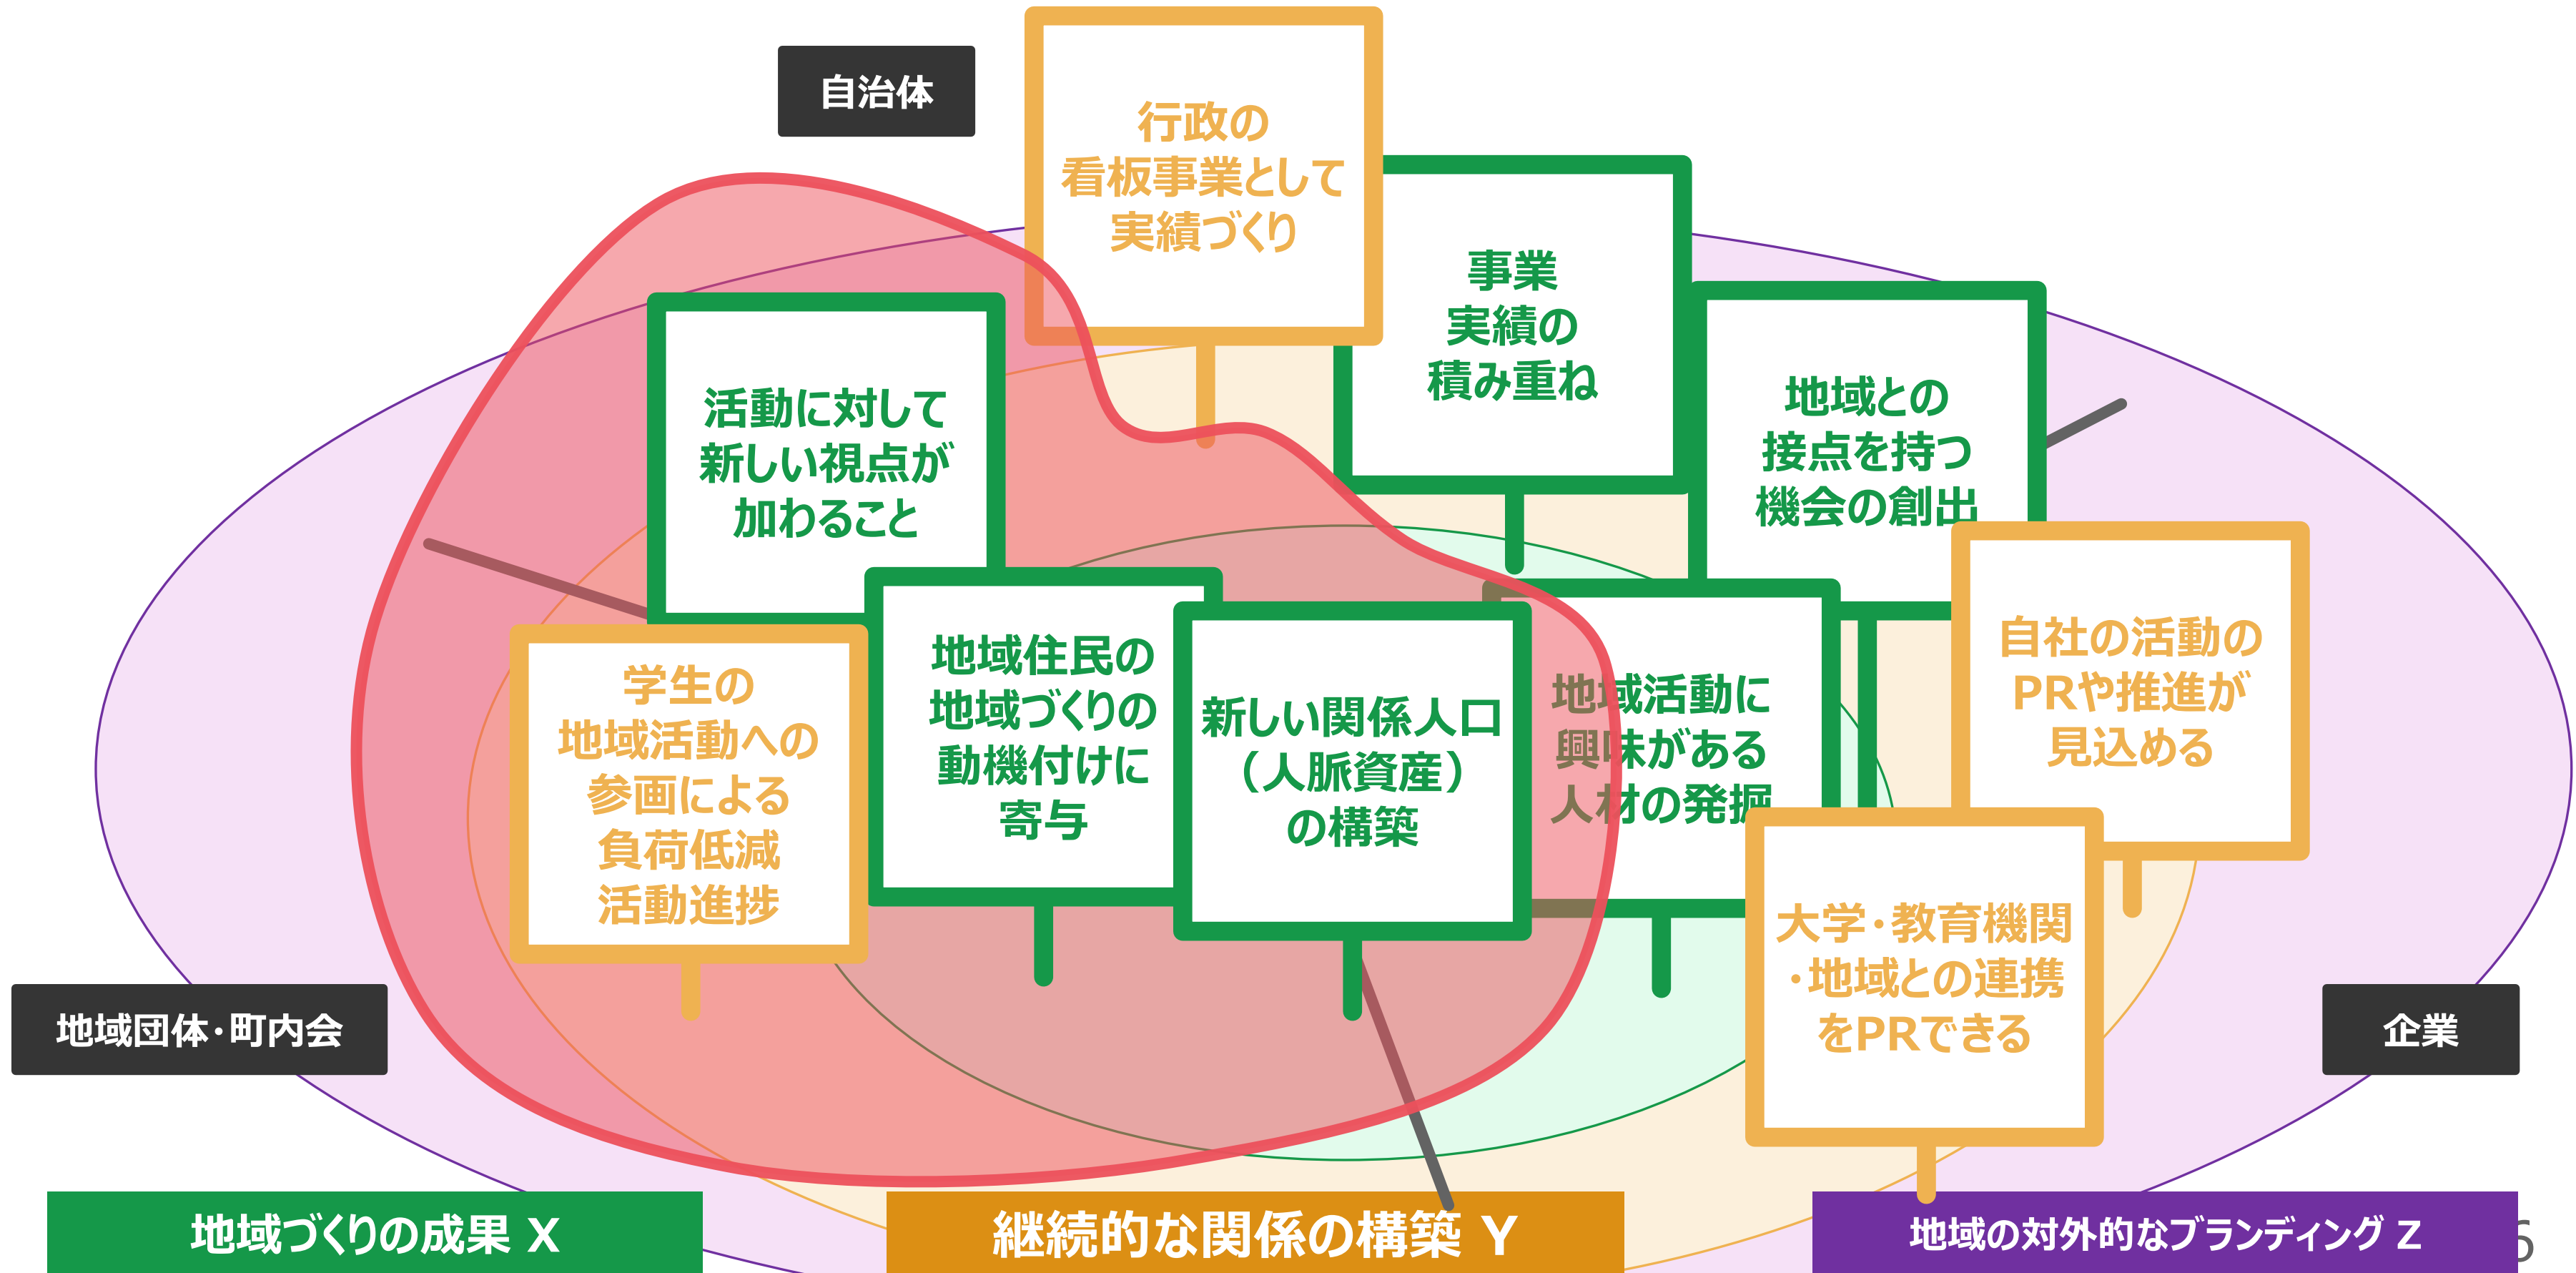 自治体
行政の
看板事業として
実績づくり
事業
実績の
積み重ね
地域との
接点を持つ
機会の創出
活動に対して
新しい視点が
加わること
自社の活動の
PRや推進が
見込める
学生の
地域活動への
参画による
負荷低減
活動進捗
地域住民の
地域づくりの
動機付けに
寄与
新しい関係人口
（人脈資産）
の構築
地域活動に
興味がある
人材の発掘
大学・教育機関
・地域との連携
をPRできる
地域団体・町内会
企業
地域づくりの成果 X
継続的な関係の構築 Y
地域の対外的なブランディング Z